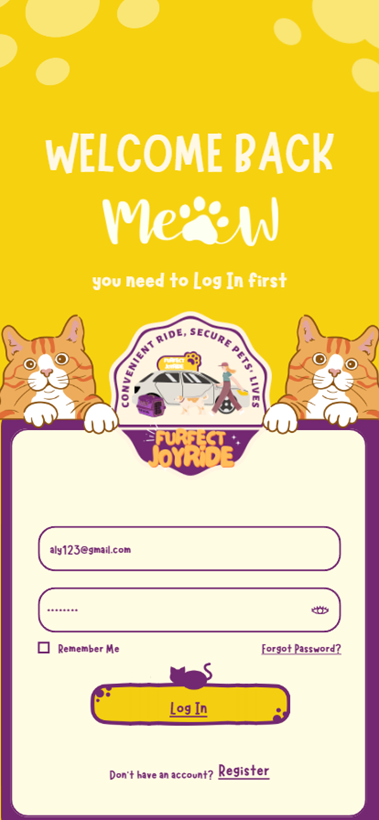 WELCOME BACK
Meow
you need to Log In first
CONVENIENT RIDE, SECURE PETS' LIVES
FURFECT
JOYRIDE
aly123@gmail.com
••••••••
Remember Me
Forgot Password?
Log In
Don't have an account? Register